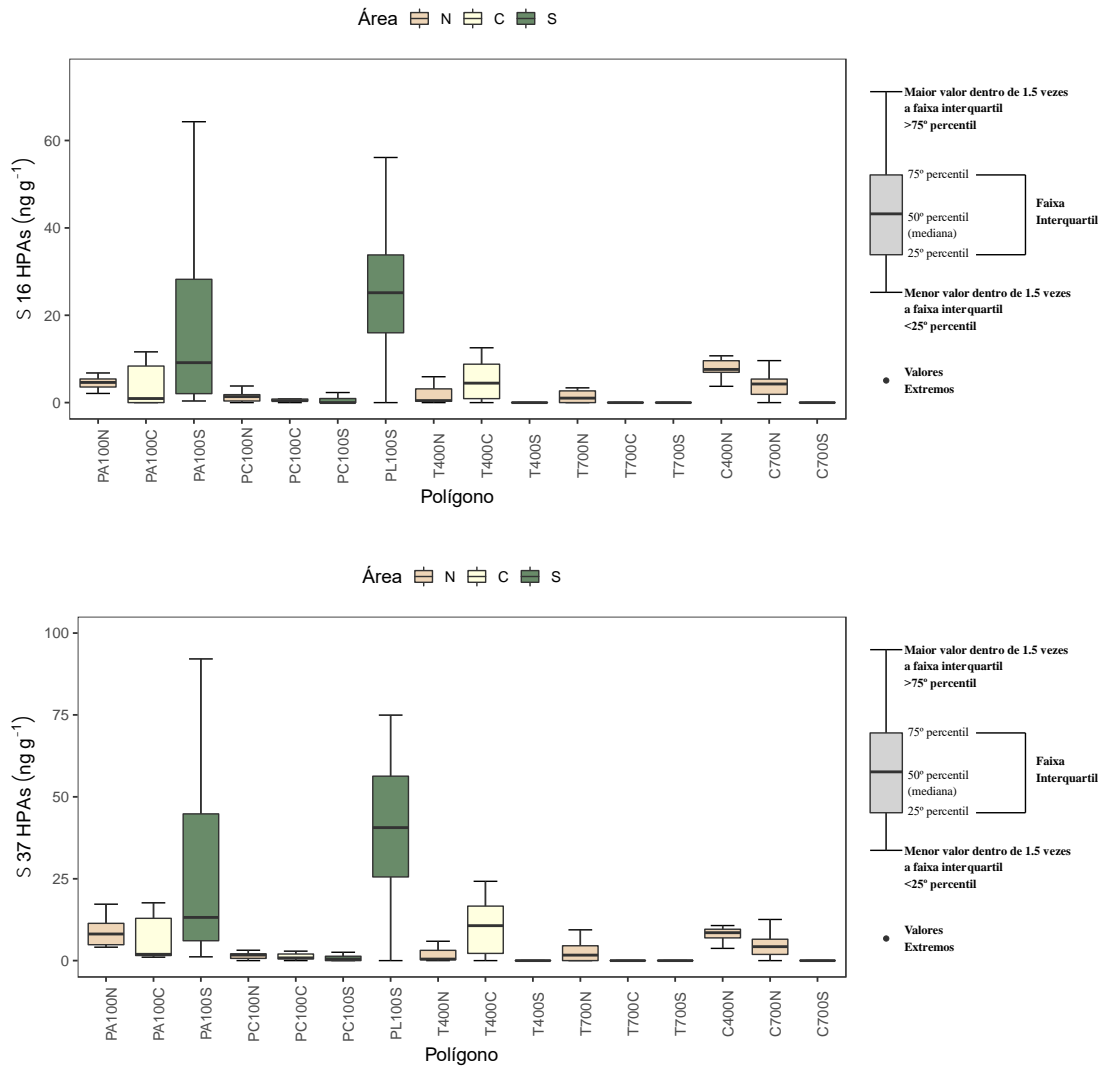 Área N C S
S 16 HPAs (ng g⁻¹)
60
40
20
0
PA100N
PA100C
PA100S
PC100N
PC100C
PC100S
PL100S
T400N
T400C
T400S
T700N
T700C
T700S
C400N
C700N
C700S
Polígono
Maior valor dentro de 1.5 vezes
a faixa interquartil
>75º percentil
75º percentil
50º percentil
(mediana)
25º percentil
Faixa
Interquartil
Menor valor dentro de 1.5 vezes
a faixa interquartil
<25º percentil
Valores
Extremos
Área N C S
S 37 HPAs (ng g⁻¹)
100
75
50
25
0
PA100N
PA100C
PA100S
PC100N
PC100C
PC100S
PL100S
T400N
T400C
T400S
T700N
T700C
T700S
C400N
C700N
C700S
Polígono
Maior valor dentro de 1.5 vezes
a faixa interquartil
>75º percentil
75º percentil
50º percentil
(mediana)
25º percentil
Faixa
Interquartil
Menor valor dentro de 1.5 vezes
a faixa interquartil
<25º percentil
Valores
Extremos